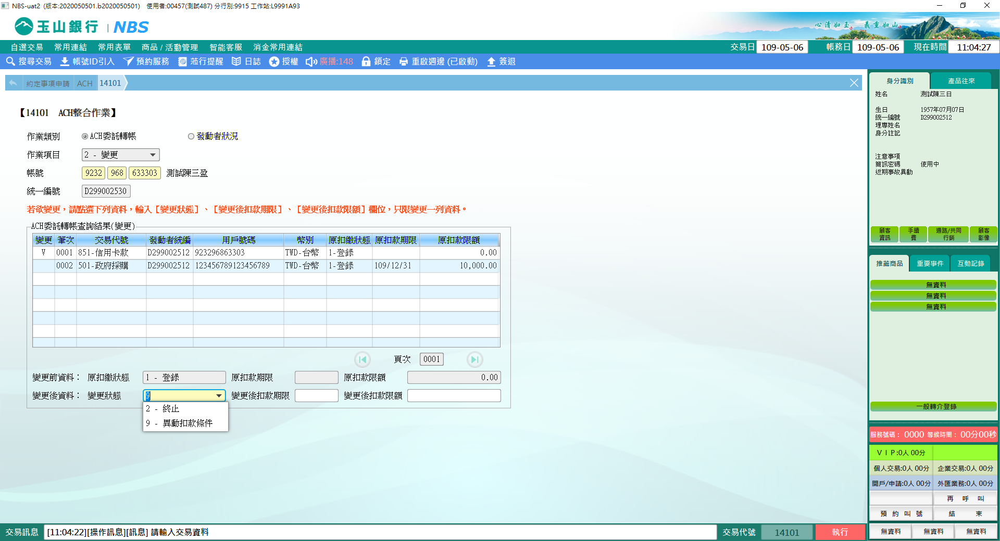 NBS-uat2 (版本:2020050501.b2020050501) 使用者:00457(測試487) 分行別:9915 工作站:L9991A93
玉山銀行 | NBS
心清如玉。 義重如山。
自選交易 常用連結 常用表單 商品 / 活動管理 智能客服 消金常用連結 交易日 109-05-06 帳務日 109-05-06 現在時間 11:04:27
搜尋交易 帳號ID引入 預約服務 蒞行提醒 日誌 授權 廣播:148 鎖定 重啟週邊 (已啟動) 簽退
約定事項申請 ACH 14101
【14101 ACH整合作業】
作業類別 ACH委託轉帳 發動者狀況
作業項目 2 - 變更
帳號 9232 968 633303 測試陳三盈
統一編號 D299002530
若欲變更，請點選下列資料，輸入［變更狀態］、［變更後扣款期限］、［變更後扣款限額］欄位，只限變更一列資料。
ACH委託轉帳查詢結果(變更)
變更 筆次 交易代號 發動者統編 用戶號碼 幣別 原扣繳狀態 原扣款期限 原扣款限額
V 0001 851-信用卡款 D299002512 923296863303 TWD-台幣 1-登錄 0.00
0002 501-政府採購 D299002512 123456789123456789 TWD-台幣 1-登錄 109/12/31 10,000.00
頁次 0001
變更前資料： 原扣繳狀態 1 - 登錄 原扣款期限 原扣款限額 0.00
變更後資料： 變更狀態 9 變更後扣款期限 變更後扣款限額
2 - 終止
9 - 異動扣款條件
身分識別 產品往來
姓名 測試陳三日
生日 1957年07月07日
統一編號 D299002512
理專姓名
身分註記
注意事項
簡訊密碼 使用中
近期事故異動
顧客資訊 手續費 通路/共同行銷 顧客影像
推薦商品 重要事件 互動記錄
無資料
無資料
無資料
一般轉介登錄
服務號碼： 0000 等候時間： 00分00秒
ＶＩＰ:0人 00分
個人交易:0人 00分 企業交易:0人 00分
開戶/申請:0人 00分 外匯業務:0人 00分
再 呼 叫
預 約 叫 號 結 束
無資料 無資料 無資料
交易訊息 [11:04:22][操作訊息][訊息] 請輸入交易資料 交易代號 14101 執行